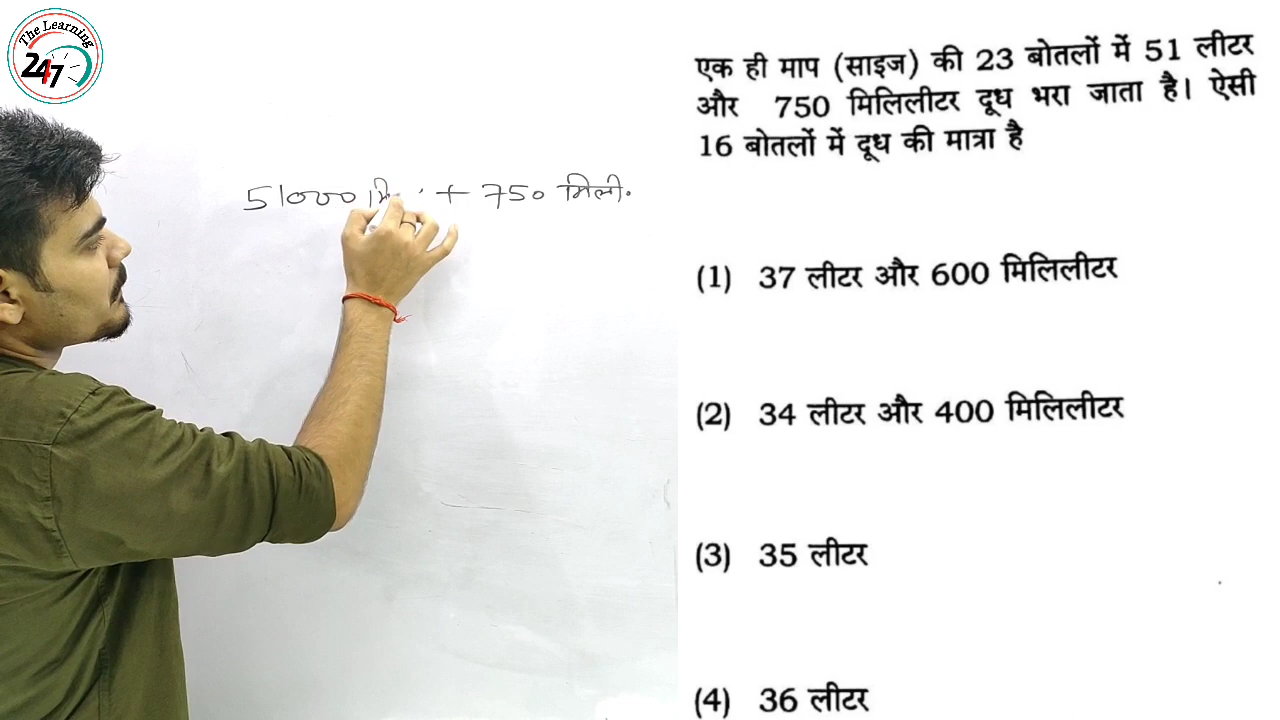 The Learning
247
एक ही माप (साइज) की 23 बोतलों में 51 लीटर
और 750 मिलिलीटर दूध भरा जाता है। ऐसी
16 बोतलों में दूध की मात्रा है
51000 मि + 750 मिली.
(1) 37 लीटर और 600 मिलिलीटर
(2) 34 लीटर और 400 मिलिलीटर
(3) 35 लीटर
(4) 36 लीटर